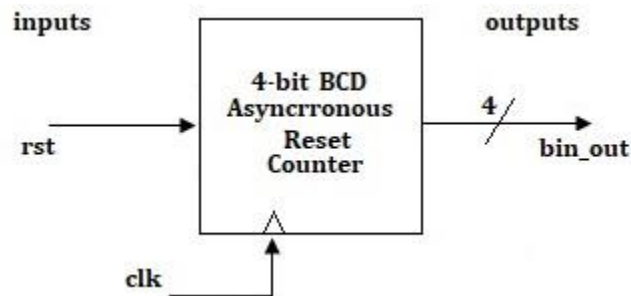 inputs
outputs
4-bit BCD
Asyncrronous
Reset
Counter
4
rst
bin_out
clk